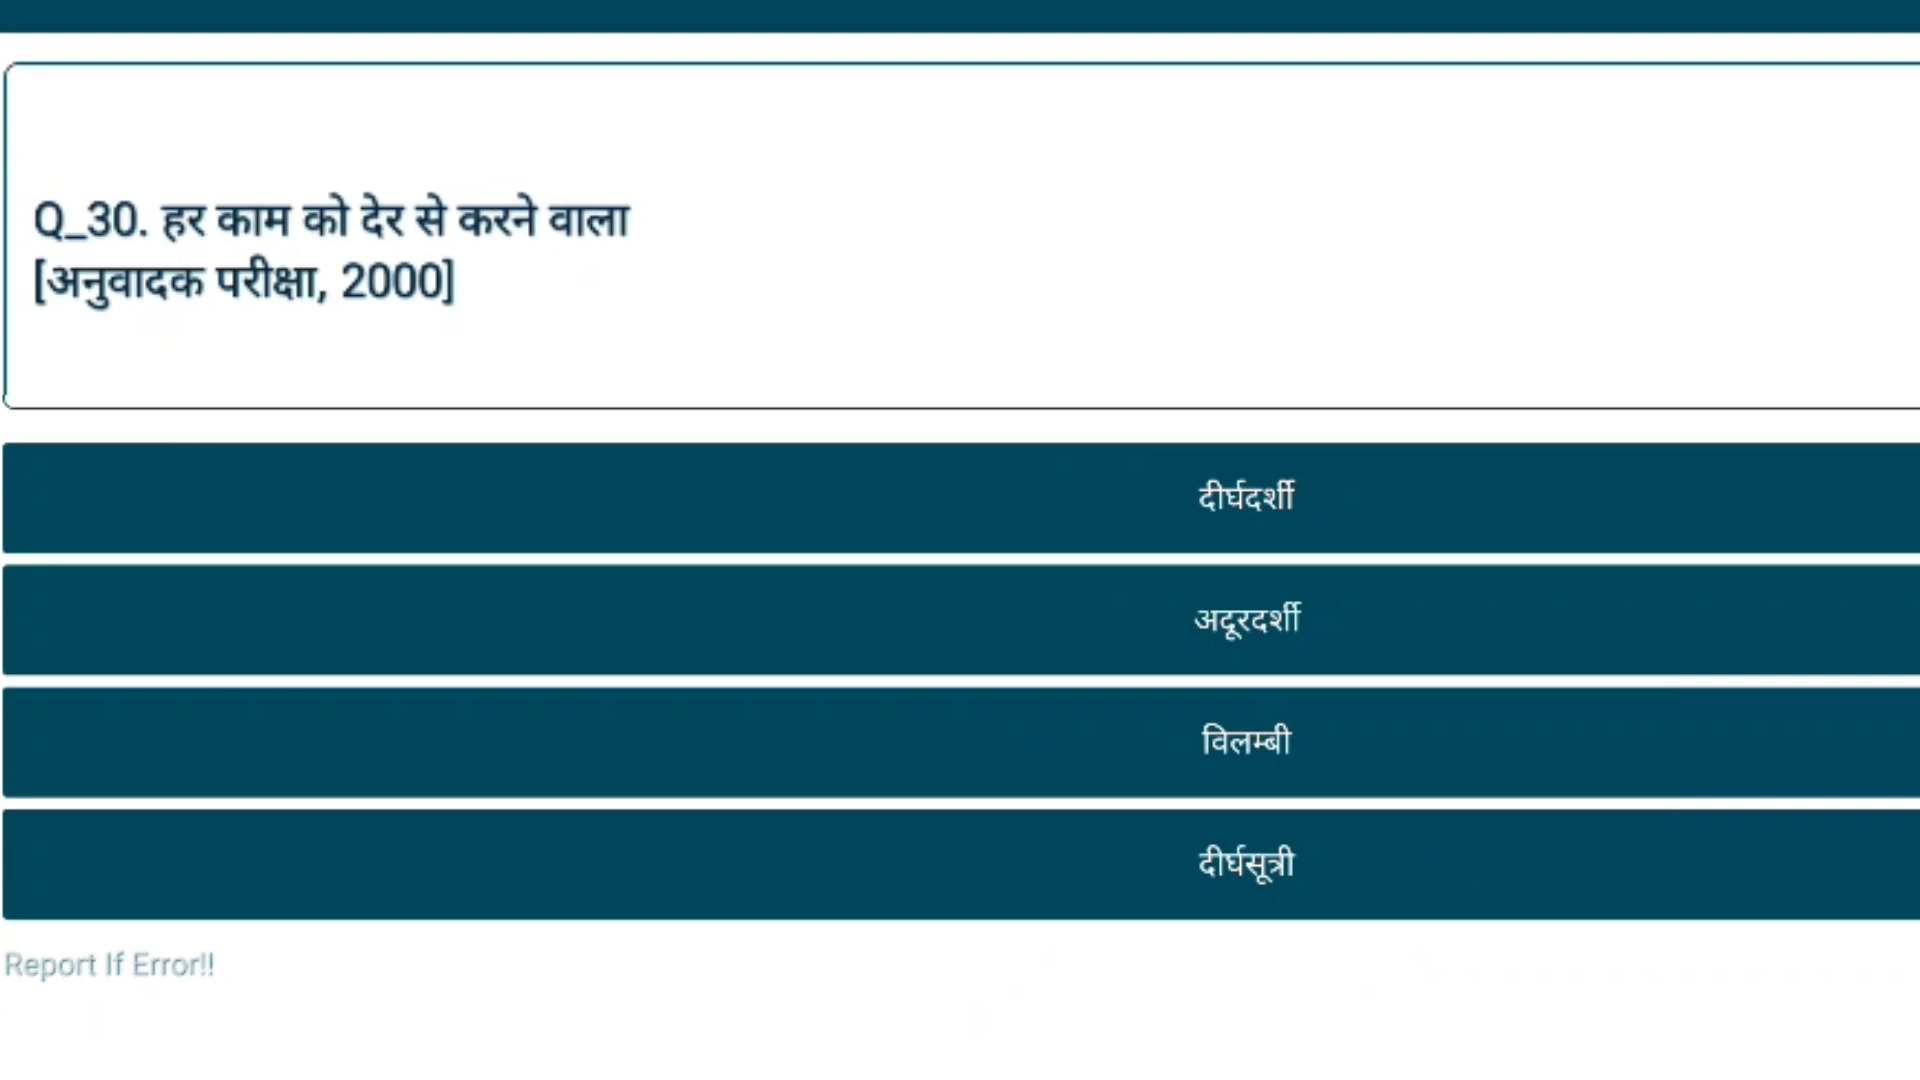 Q_30. हर काम को देर से करने वाला
[अनुवादक परीक्षा, 2000]
दीर्घदर्शी
अदूरदर्शी
विलम्बी
दीर्घसूत्री
Report If Error!!